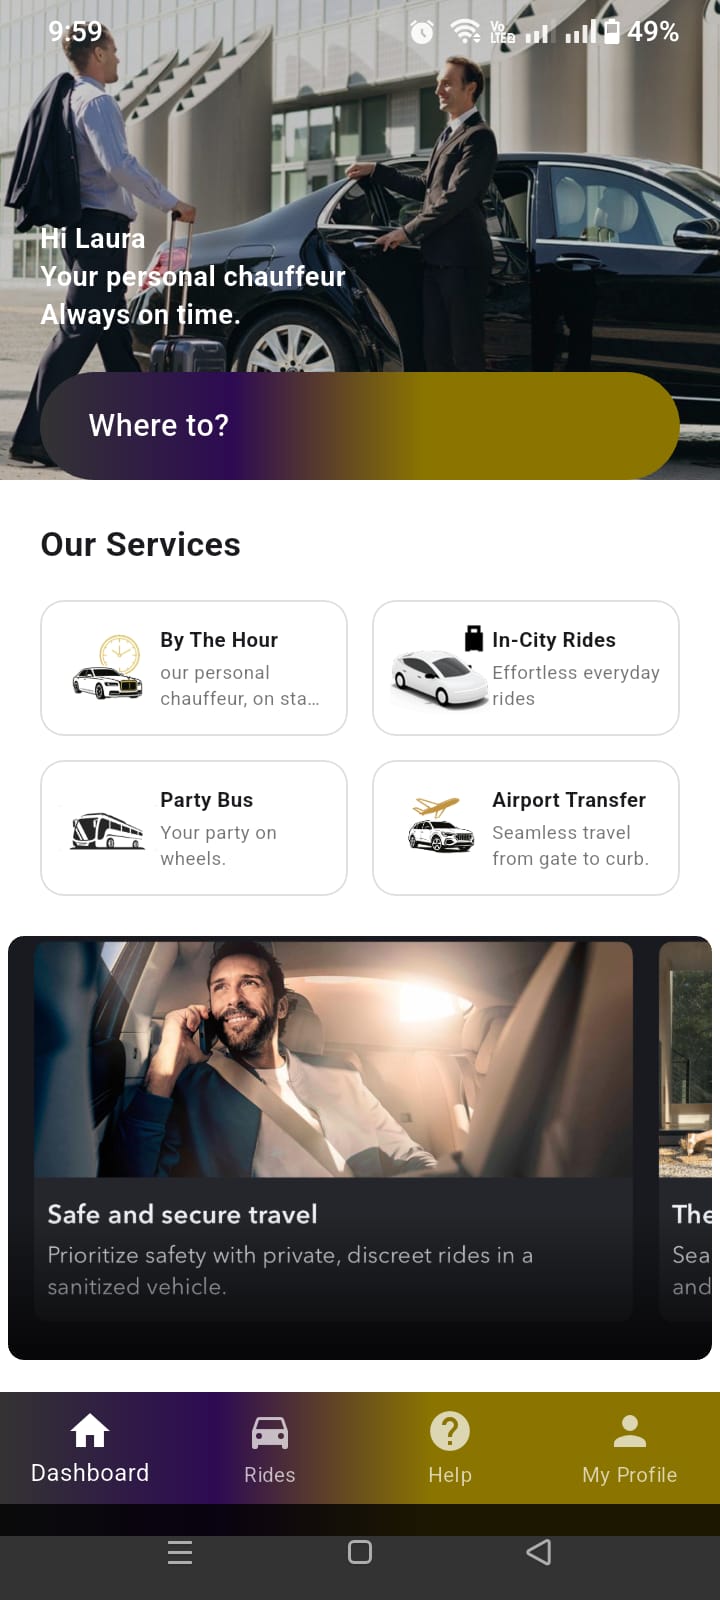 9:59
Vo
LTE2
49%
Hi Laura
Your personal chauffeur
Always on time.
Where to?
Our Services
By The Hour
our personal
chauffeur, on sta...
In-City Rides
Effortless everyday
rides
Party Bus
Your party on
wheels.
Airport Transfer
Seamless travel
from gate to curb.
Safe and secure travel
Prioritize safety with private, discreet rides in a
sanitized vehicle.
The
Sea
and
Dashboard
Rides
Help
My Profile